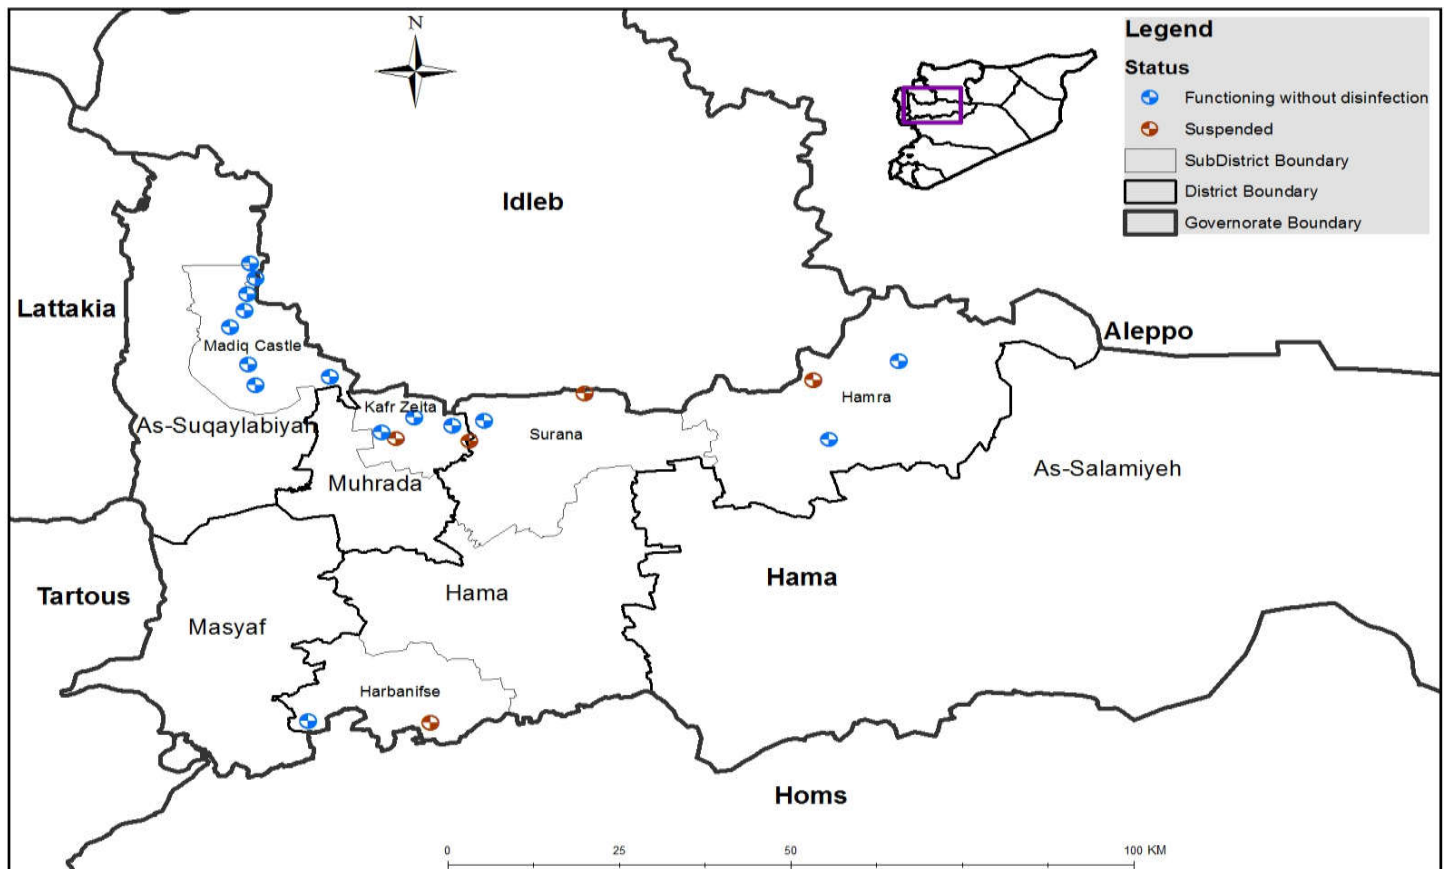 N
Legend
Status
Functioning without disinfection
Suspended
SubDistrict Boundary
District Boundary
Governorate Boundary
Idleb
Lattakia
Aleppo
Madiq Castle
Hamra
Kafr Zeita
As-Suqaylabiyah
Surana
As-Salamiyeh
Muhrada
Hama
Hama
Tartous
Masyaf
Harbanifse
Homs
0 25 50 100 KM